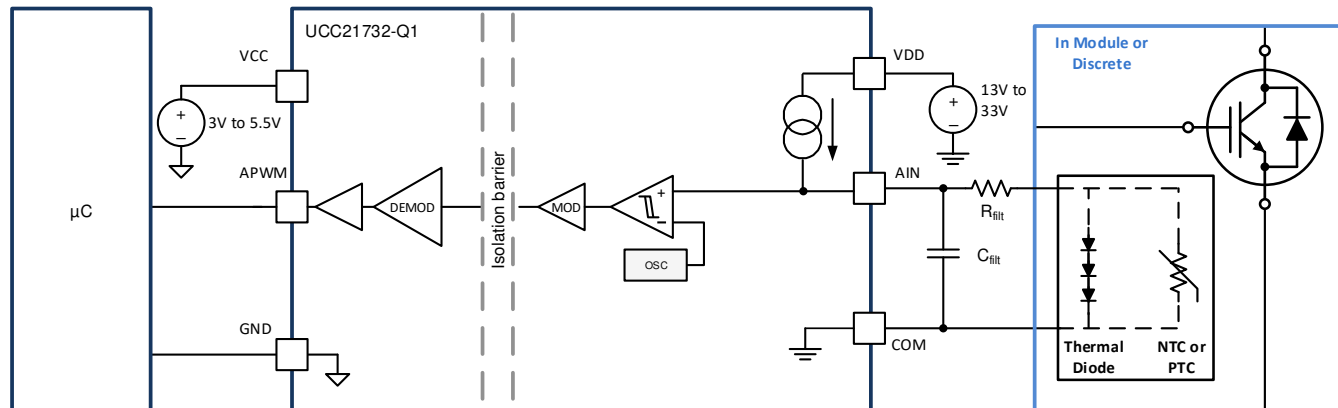 UCC21732-Q1
In Module or
Discrete
VCC
VDD
+
−
3V to 5.5V
+
−
13V to
33V
APWM
AIN
µC
DEMOD
Isolation barrier
MOD
+
−
OSC
Rfilt
Cfilt
GND
COM
Thermal
Diode
NTC or
PTC